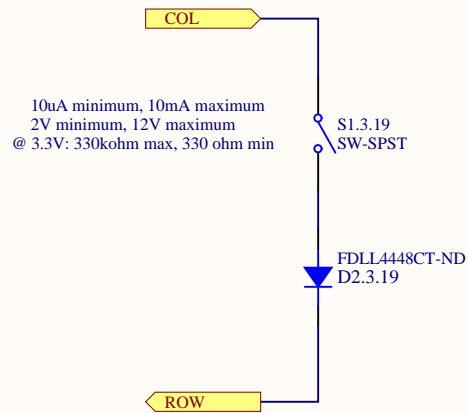 COL
10uA minimum, 10mA maximum
2V minimum, 12V maximum
@ 3.3V: 330kohm max, 330 ohm min
S1.3.19
SW-SPST
FDLL4448CT-ND
D2.3.19
ROW